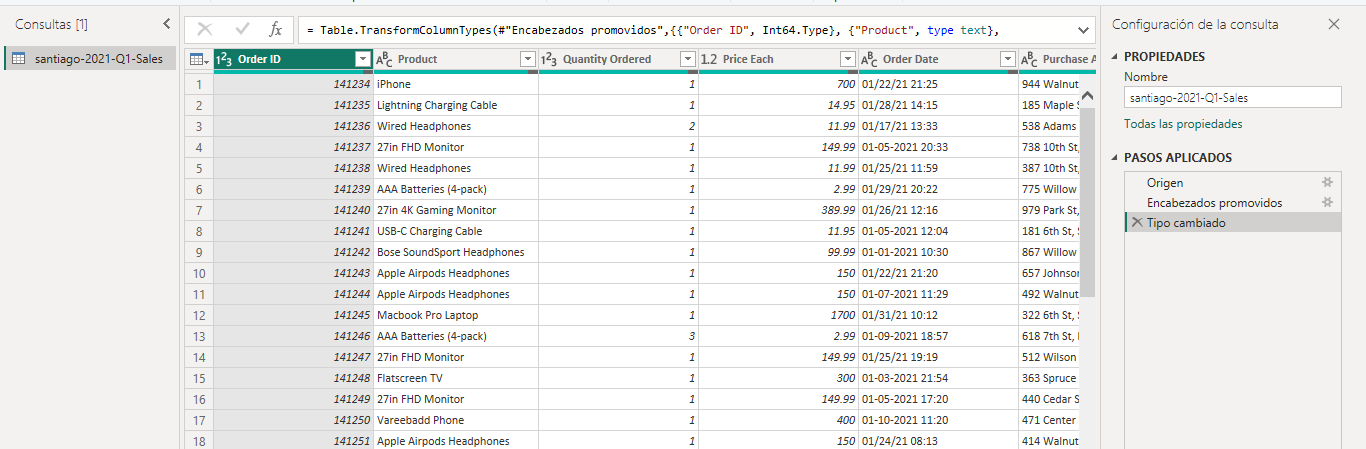 Consultas [1]
santiago-2021-Q1-Sales
fx
= Table.TransformColumnTypes(#"Encabezados promovidos",{{"Order ID", Int64.Type}, {"Product", type text},
1²3 Order ID ABC Product 1²3 Quantity Ordered 1.2 Price Each ABC Order Date ABC Purchase A
1 141234 iPhone 1 700 01/22/21 21:25 944 Walnut
2 141235 Lightning Charging Cable 1 14.95 01/28/21 14:15 185 Maple S
3 141236 Wired Headphones 2 11.99 01/17/21 13:33 538 Adams
4 141237 27in FHD Monitor 1 149.99 01-05-2021 20:33 738 10th St,
5 141238 Wired Headphones 1 11.99 01/25/21 11:59 387 10th St,
6 141239 AAA Batteries (4-pack) 1 2.99 01/29/21 20:22 775 Willow
7 141240 27in 4K Gaming Monitor 1 389.99 01/26/21 12:16 979 Park St,
8 141241 USB-C Charging Cable 1 11.95 01-05-2021 12:04 181 6th St, S
9 141242 Bose SoundSport Headphones 1 99.99 01-01-2021 10:30 867 Willow
10 141243 Apple Airpods Headphones 1 150 01/22/21 21:20 657 Johnson
11 141244 Apple Airpods Headphones 1 150 01-07-2021 11:29 492 Walnut
12 141245 Macbook Pro Laptop 1 1700 01/31/21 10:12 322 6th St, S
13 141246 AAA Batteries (4-pack) 3 2.99 01-09-2021 18:57 618 7th St, L
14 141247 27in FHD Monitor 1 149.99 01/25/21 19:19 512 Wilson
15 141248 Flatscreen TV 1 300 01-03-2021 21:54 363 Spruce
16 141249 27in FHD Monitor 1 149.99 01-05-2021 17:20 440 Cedar S
17 141250 Vareebadd Phone 1 400 01-10-2021 11:20 471 Center
18 141251 Apple Airpods Headphones 1 150 01/24/21 08:13 414 Walnut
Configuración de la consulta
PROPIEDADES
Nombre
santiago-2021-Q1-Sales
Todas las propiedades
PASOS APLICADOS
Origen
Encabezados promovidos
Tipo cambiado